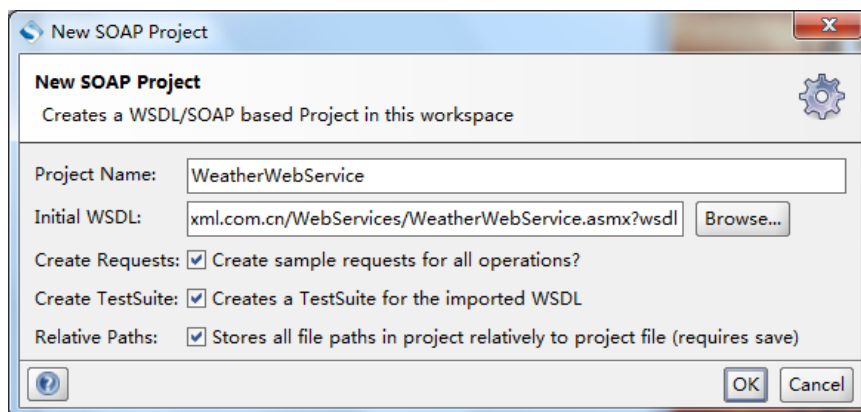 New SOAP Project
New SOAP Project
Creates a WSDL/SOAP based Project in this workspace
Project Name: WeatherWebService
Initial WSDL: xml.com.cn/WebServices/WeatherWebService.asmx?wsdl Browse...
Create Requests: Create sample requests for all operations?
Create TestSuite: Creates a TestSuite for the imported WSDL
Relative Paths: Stores all file paths in project relatively to project file (requires save)
OK Cancel